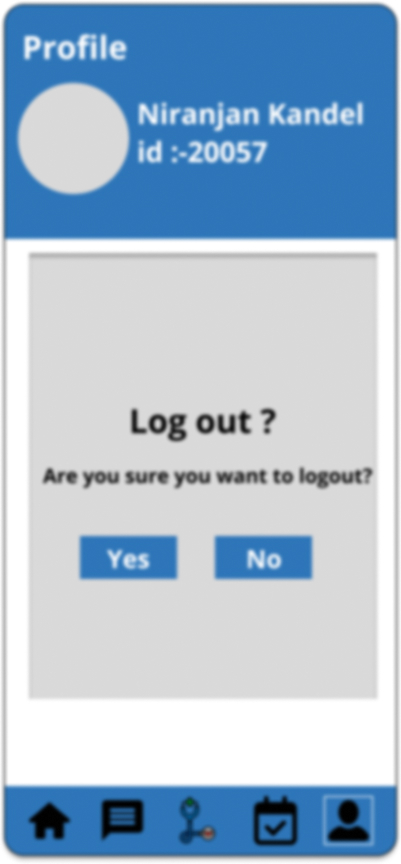 Profile
Niranjan Kandel
id :-20057
Log out ?
Are you sure you want to logout?
Yes
No